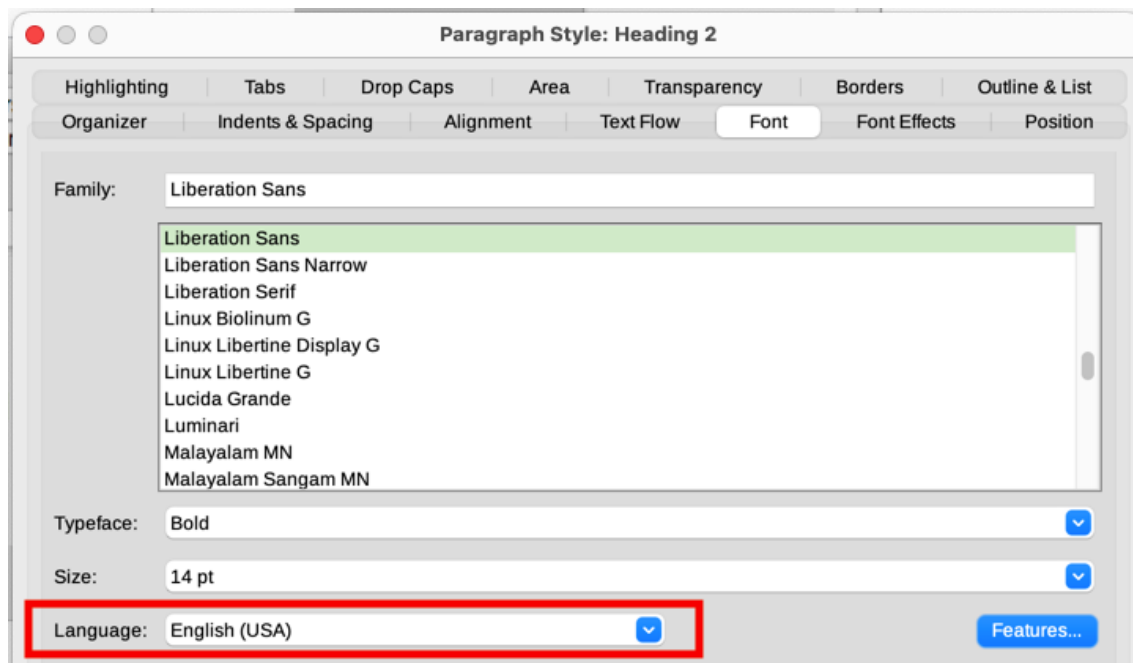 Paragraph Style: Heading 2
Highlighting Tabs Drop Caps Area Transparency Borders Outline & List
Organizer Indents & Spacing Alignment Text Flow Font Font Effects Position
Family: Liberation Sans
Liberation Sans
Liberation Sans Narrow
Liberation Serif
Linux Biolinum G
Linux Libertine Display G
Linux Libertine G
Lucida Grande
Luminari
Malayalam MN
Malayalam Sangam MN
Typeface: Bold
Size: 14 pt
Language: English (USA) Features...